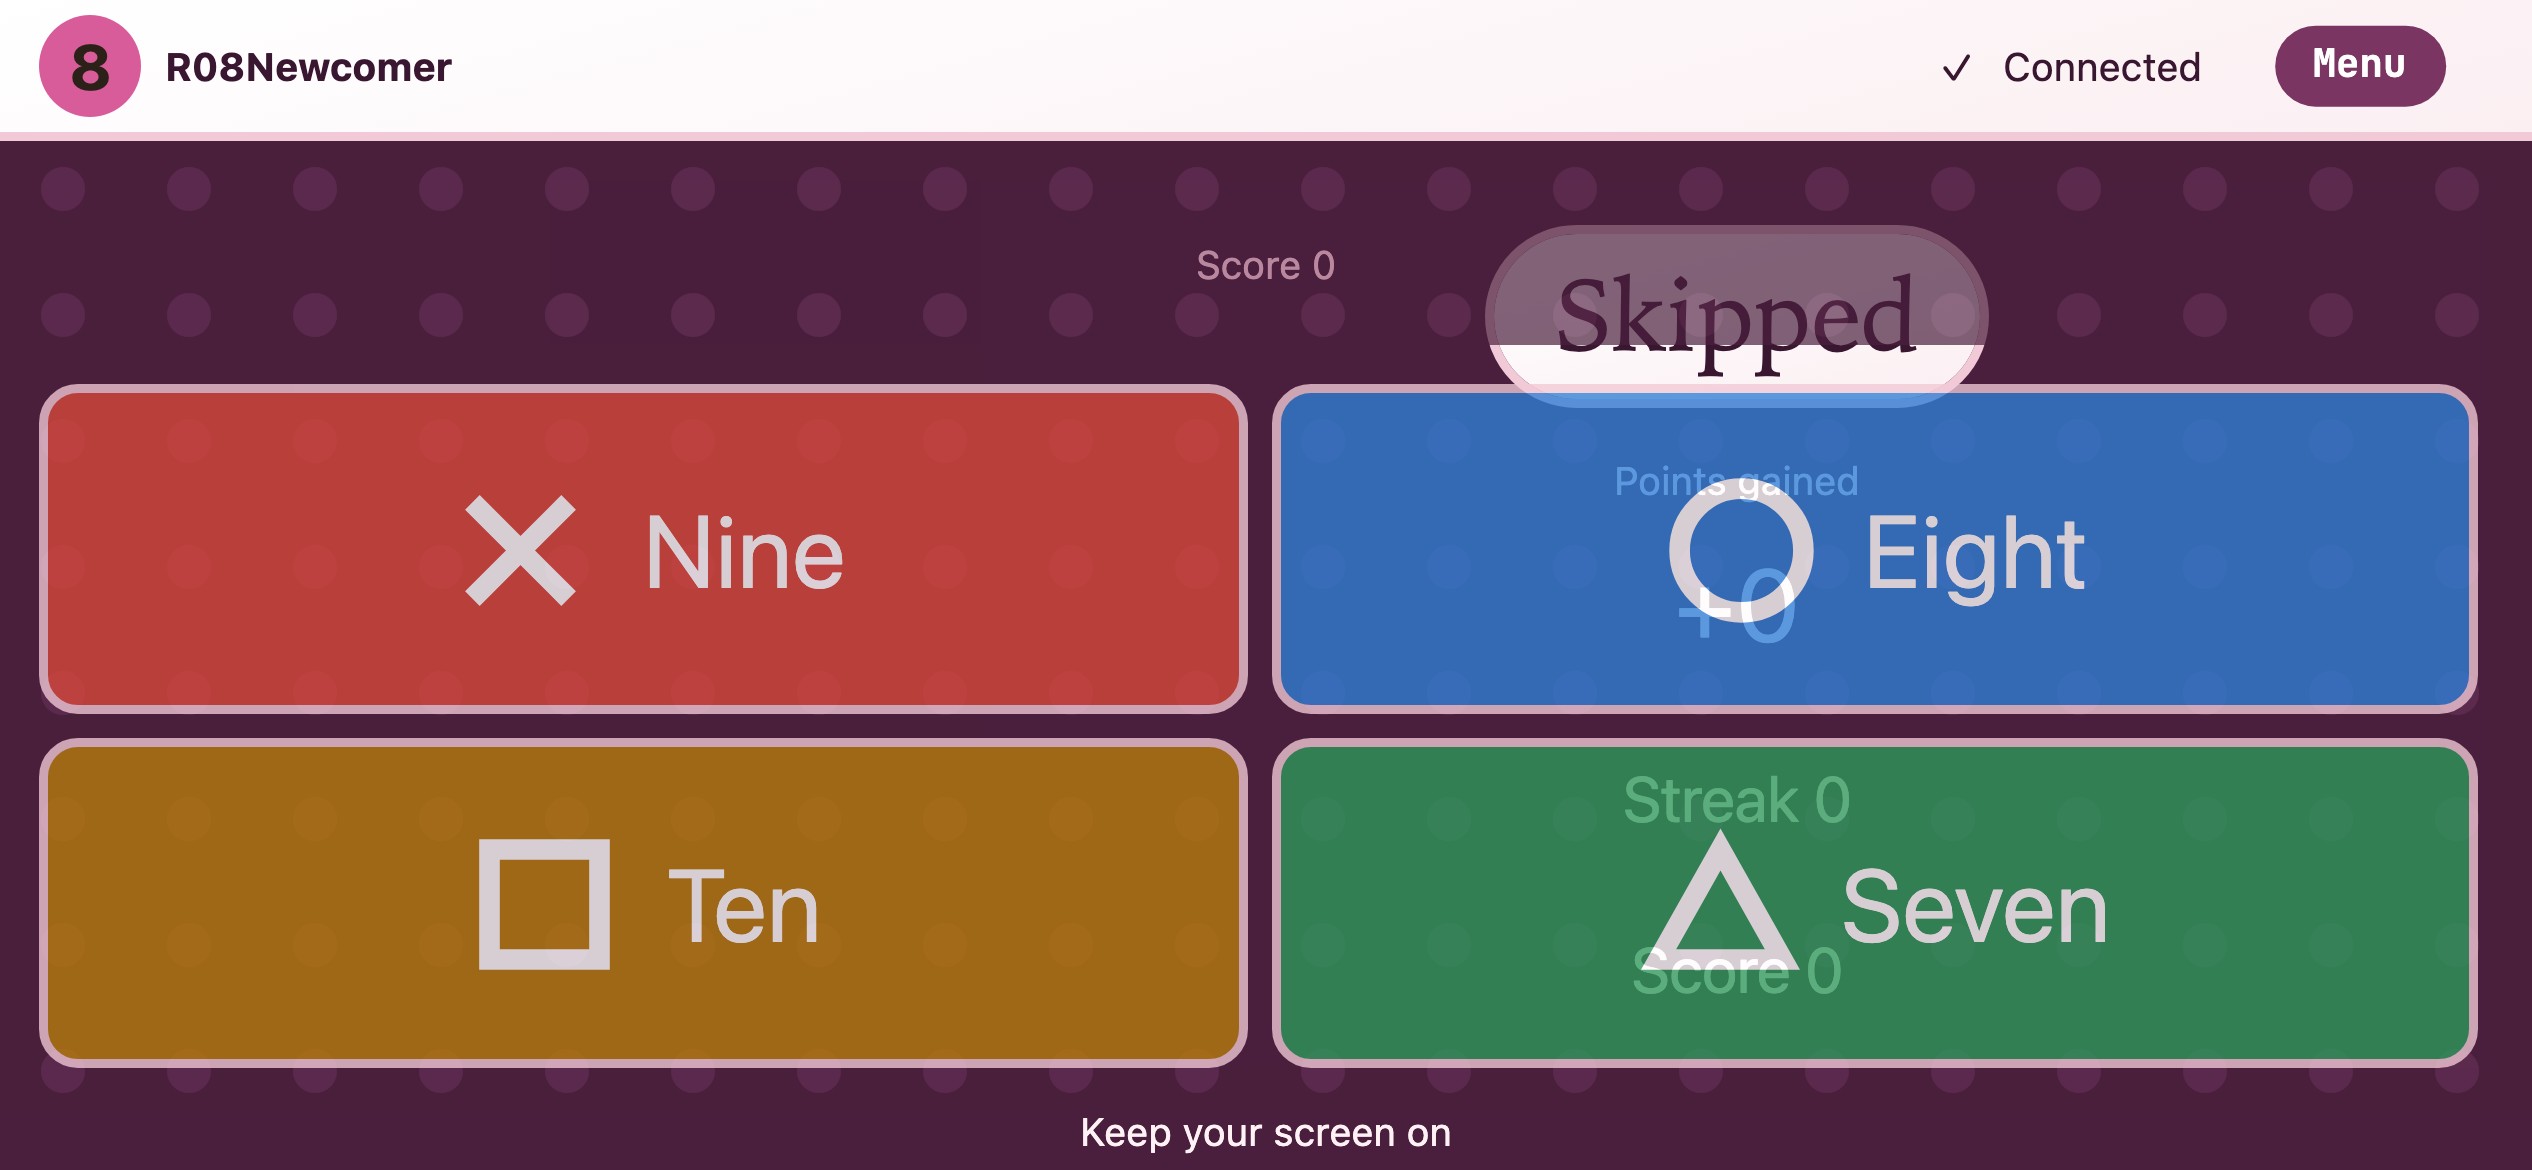 8 R08Newcomer ✓ Connected Menu
Score 0
Skipped
Points gained
Nine
Eight
+0
Streak 0
Ten
Seven
Score 0
Keep your screen on